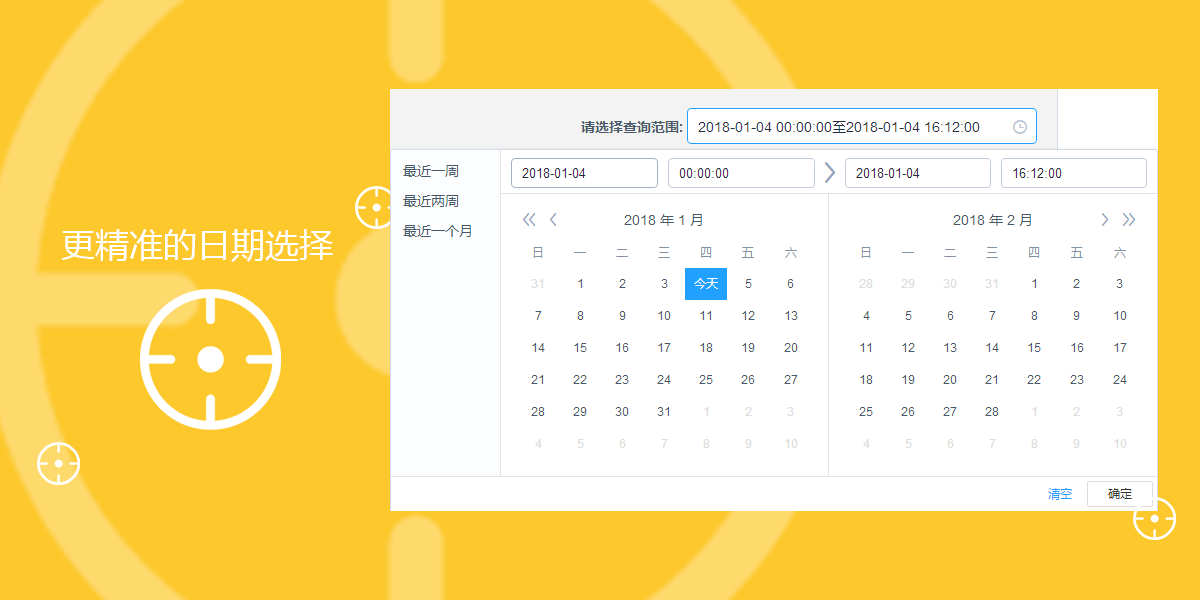 更精准的日期选择
请选择查询范围: 2018-01-04 00:00:00至2018-01-04 16:12:00
最近一周
最近两周
最近一个月
2018-01-04 00:00:00 2018-01-04 16:12:00
2018 年 1 月
日 一 二 三 四 五 六
31 1 2 3 今天 5 6
7 8 9 10 11 12 13
14 15 16 17 18 19 20
21 22 23 24 25 26 27
28 29 30 31 1 2 3
4 5 6 7 8 9 10
2018 年 2 月
日 一 二 三 四 五 六
28 29 30 31 1 2 3
4 5 6 7 8 9 10
11 12 13 14 15 16 17
18 19 20 21 22 23 24
25 26 27 28 1 2 3
4 5 6 7 8 9 10
清空 确定